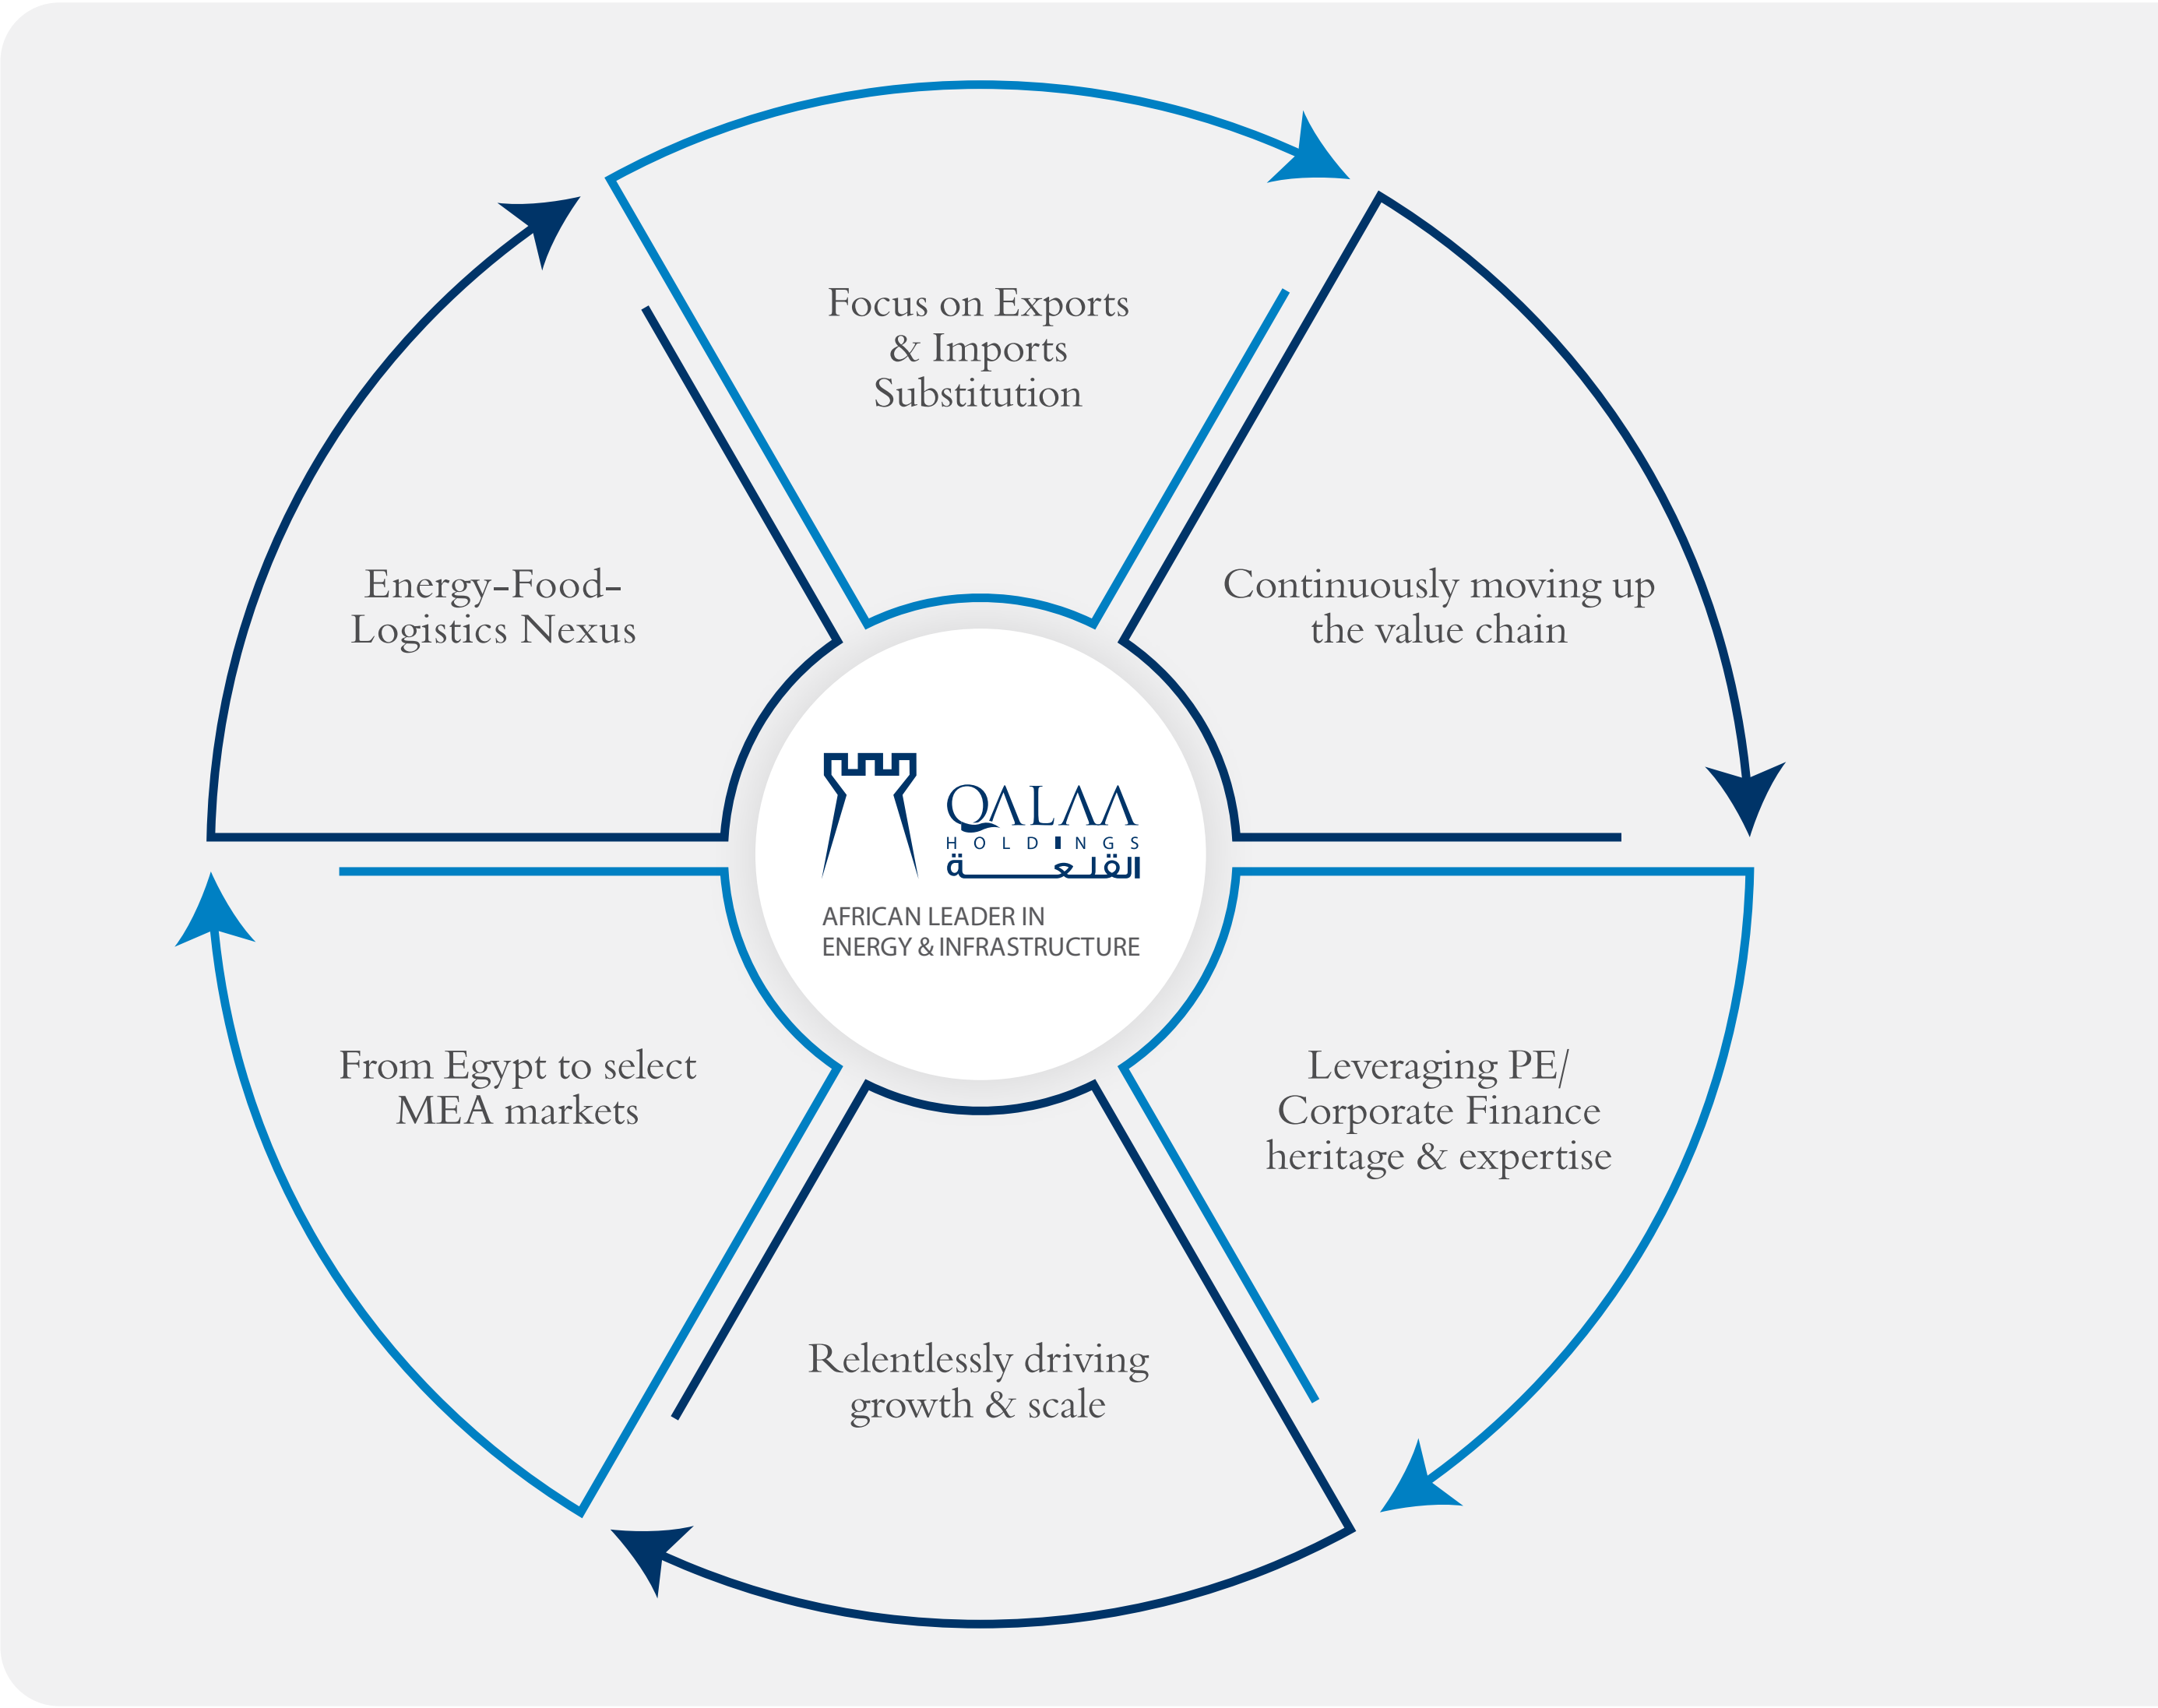 Focus on Exports
& Imports
Substitution
Continuously moving up
the value chain
Leveraging PE/
Corporate Finance
heritage & expertise
Relentlessly driving
growth & scale
From Egypt to select
MEA markets
Energy-Food-
Logistics Nexus
QALAA
HOLDINGS
القلعة
AFRICAN LEADER IN
ENERGY & INFRASTRUCTURE